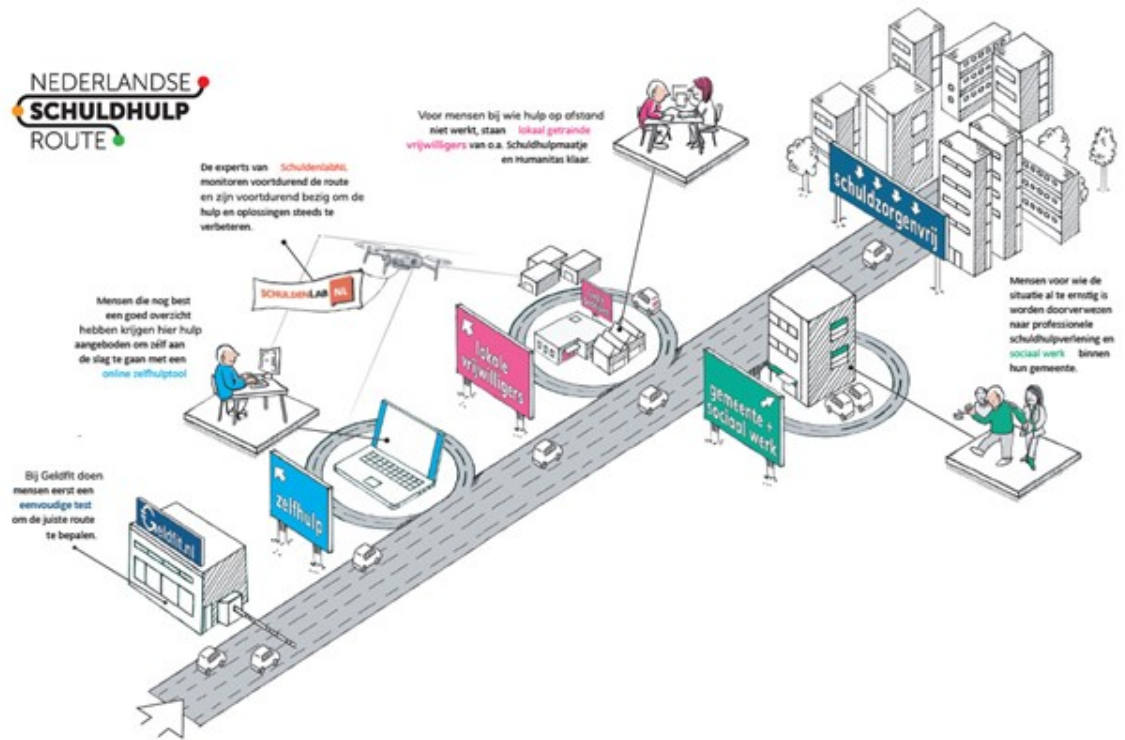 NEDERLANDSE
SCHULDHULP
ROUTE
Voor mensen bij wie hulp op afstand
niet werkt, staan lokaal getrainde
vrijwilligers van o.a. Schuldhulpmaatje
en Humanitas klaar.
De experts van SchuldenlabNL
monitoren voortdurend de route
en zijn voortdurend bezig om de
hulp en oplossingen steeds te
verbeteren.
SCHULDENLAB NL
schuldzorgenvrij
Mensen die nog best
een goed overzicht
hebben krijgen hier hulp
aangeboden om zélf aan
de slag te gaan met een
online zelfhulptool
lokale
vrijwilligers
Mensen voor wie de
situatie al te ernstig is
worden doorverwezen
naar professionele
schuldhulpverlening en
sociaal werk binnen
hun gemeente.
gemeente +
sociaal werk
zelfhulp
Bij Geldfit doen
mensen eerst een
eenvoudige test
om de juiste route
te bepalen.
Geldfit.nl